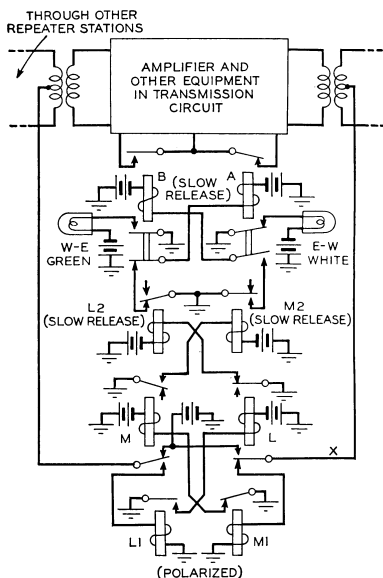 THROUGH OTHER
REPEATER STATIONS
AMPLIFIER AND
OTHER EQUIPMENT
IN TRANSMISSION
CIRCUIT
B
A
(SLOW
RELEASE)
W-E
GREEN
E-W
WHITE
L2
(SLOW RELEASE)
M2
(SLOW RELEASE)
M
L
X
L1
M1
(POLARIZED)